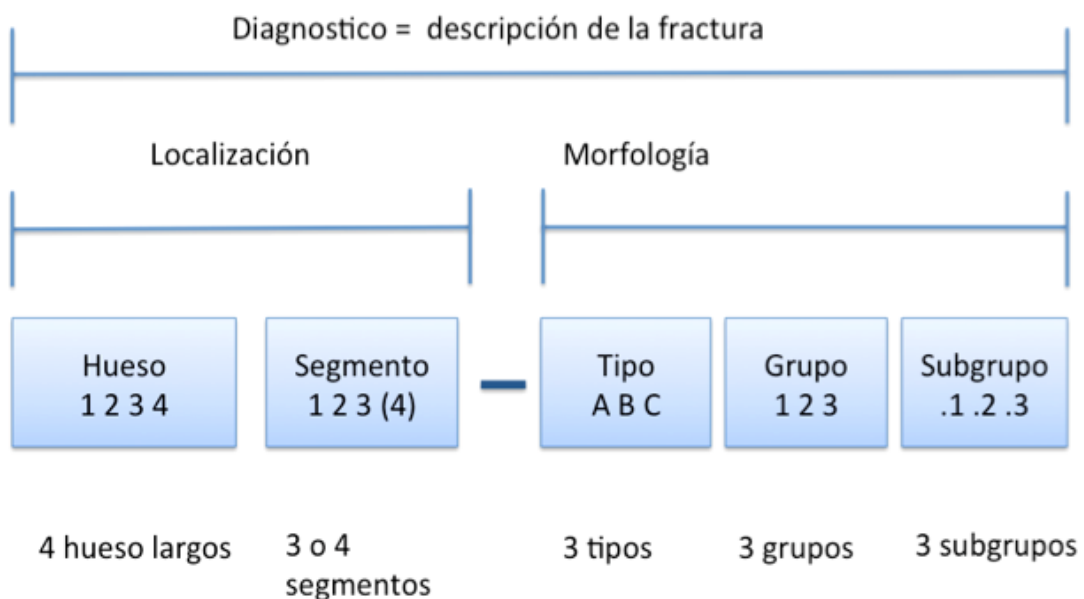 Diagnostico = descripción de la fractura
Localización
Morfología
Hueso
1 2 3 4
Segmento
1 2 3 (4)
Tipo
A B C
Grupo
1 2 3
Subgrupo
.1 .2 .3
4 hueso largos
3 o 4
segmentos
3 tipos
3 grupos
3 subgrupos